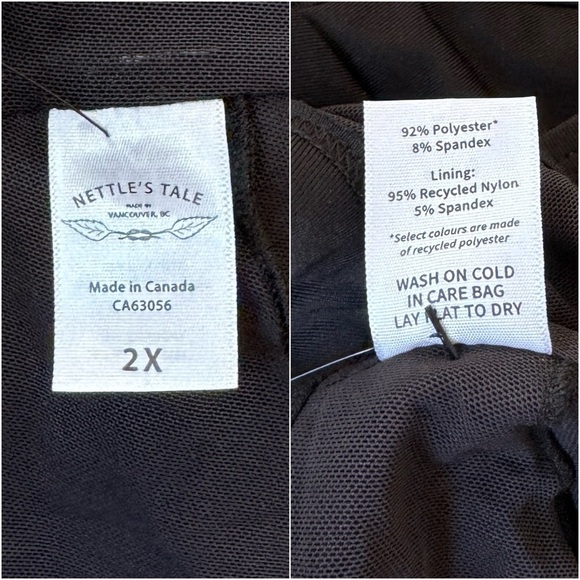 NETTLE'S TALE
MADE IN
VANCOUVER, BC
Made in Canada
CA63056
2X
92% Polyester*
8% Spandex
Lining:
95% Recycled Nylon
5% Spandex
*Select colours are made
of recycled polyester
WASH ON COLD
IN CARE BAG
LAY FLAT TO DRY